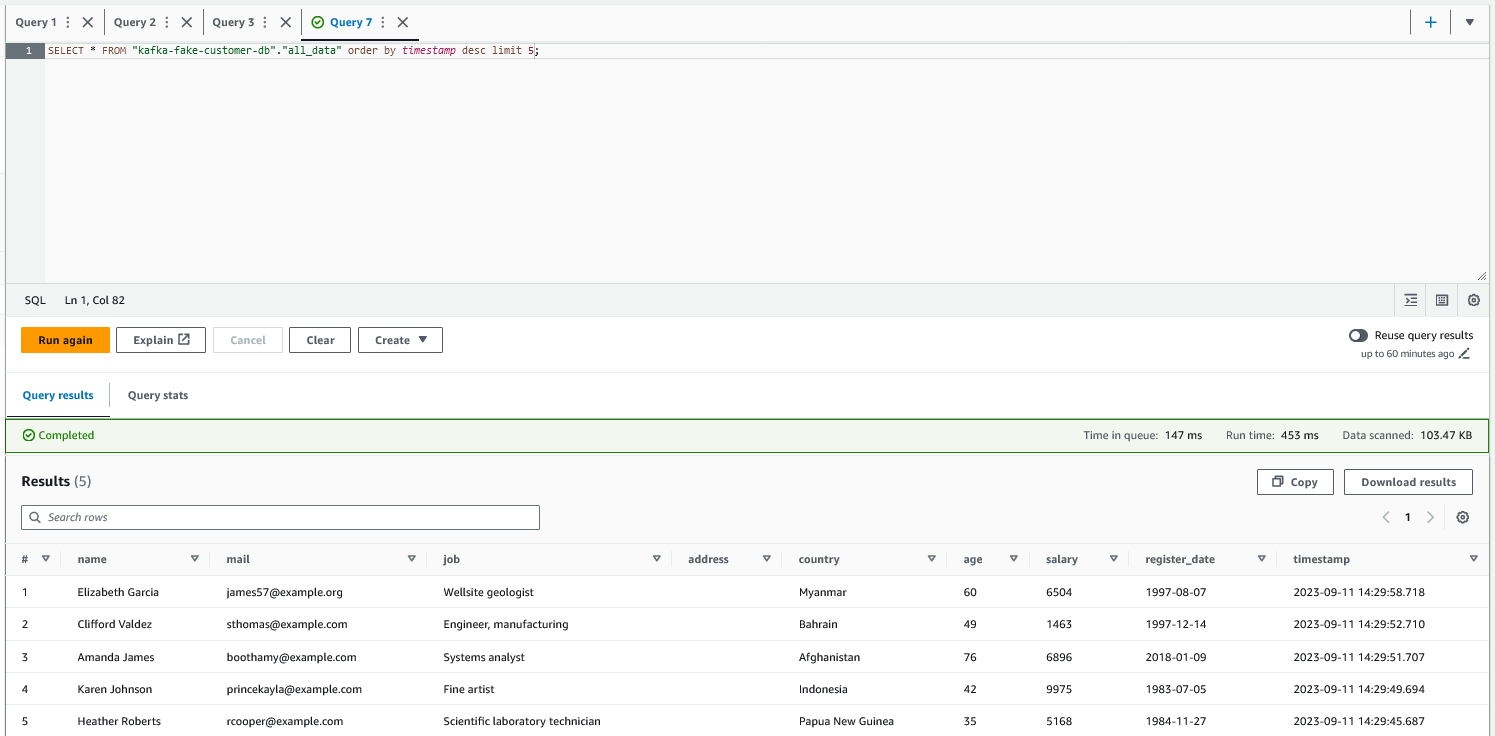 Query 1 Query 2 Query 3 Query 7
1 SELECT * FROM "kafka-fake-customer-db"."all_data" order by timestamp desc limit 5;
SQL Ln 1, Col 82
Run again Explain Cancel Clear Create Reuse query results
up to 60 minutes ago
Query results Query stats
Completed Time in queue: 147 ms Run time: 453 ms Data scanned: 103.47 KB
Results (5) Copy Download results
Search rows 1
# name mail job address country age salary register_date timestamp
1 Elizabeth Garcia james57@example.org Wellsite geologist Myanmar 60 6504 1997-08-07 2023-09-11 14:29:58.718
2 Clifford Valdez sthomas@example.com Engineer, manufacturing Bahrain 49 1463 1997-12-14 2023-09-11 14:29:52.710
3 Amanda James boothamy@example.com Systems analyst Afghanistan 76 6896 2018-01-09 2023-09-11 14:29:51.707
4 Karen Johnson princekayla@example.com Fine artist Indonesia 42 9975 1983-07-05 2023-09-11 14:29:49.694
5 Heather Roberts rcooper@example.com Scientific laboratory technician Papua New Guinea 35 5168 1984-11-27 2023-09-11 14:29:45.687